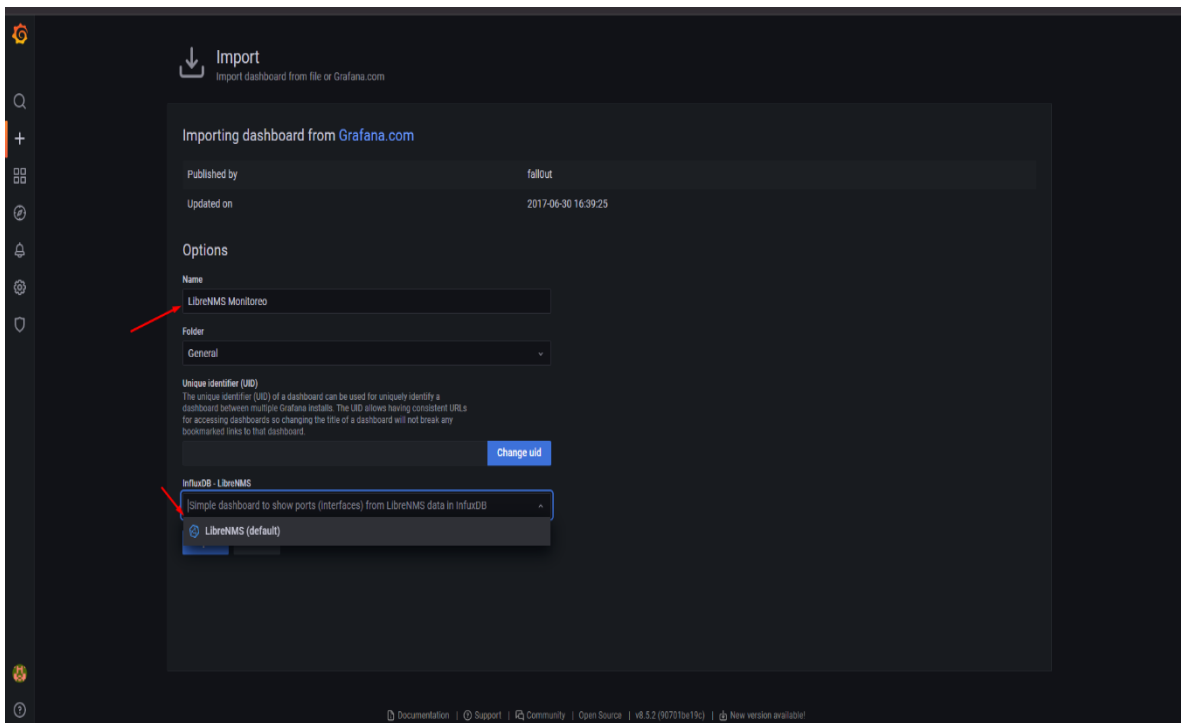 Import
Import dashboard from file or Grafana.com
Importing dashboard from Grafana.com
Published by fall0ut
Updated on 2017-06-30 16:39:25
Options
Name
LibreNMS Monitoreo
Folder
General
Unique identifier (UID)
The unique identifier (UID) of a dashboard can be used for uniquely identify a
dashboard between multiple Grafana installs. The UID allows having consistent URLs
for accessing dashboards so changing the title of a dashboard will not break any
bookmarked links to that dashboard.
Change uid
InfluxDB - LibreNMS
Simple dashboard to show ports (interfaces) from LibreNMS data in InfuxDB
LibreNMS (default)
Documentation | Support | Community | Open Source | v8.5.2 (90701be19c) | New version available!